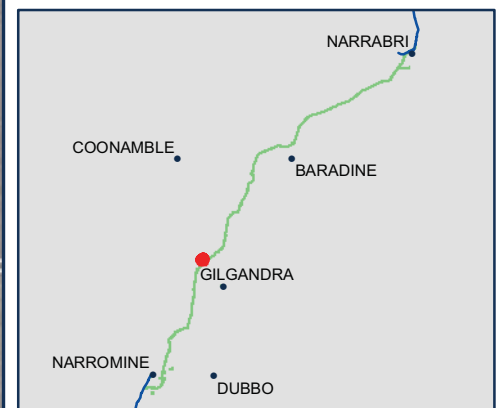 NARRABRI
COONAMBLE
BARADINE
GILGANDRA
NARROMINE
DUBBO